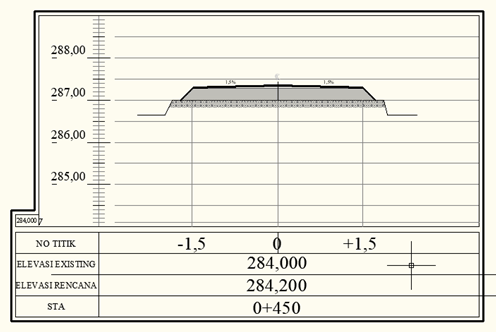 288,00
1,5% 1,5%
287,00
286,00
285,00
284,000
NO TITIK -1,5 0 +1,5
ELEVASI EXISTING 284,000
ELEVASI RENCANA 284,200
STA 0+450